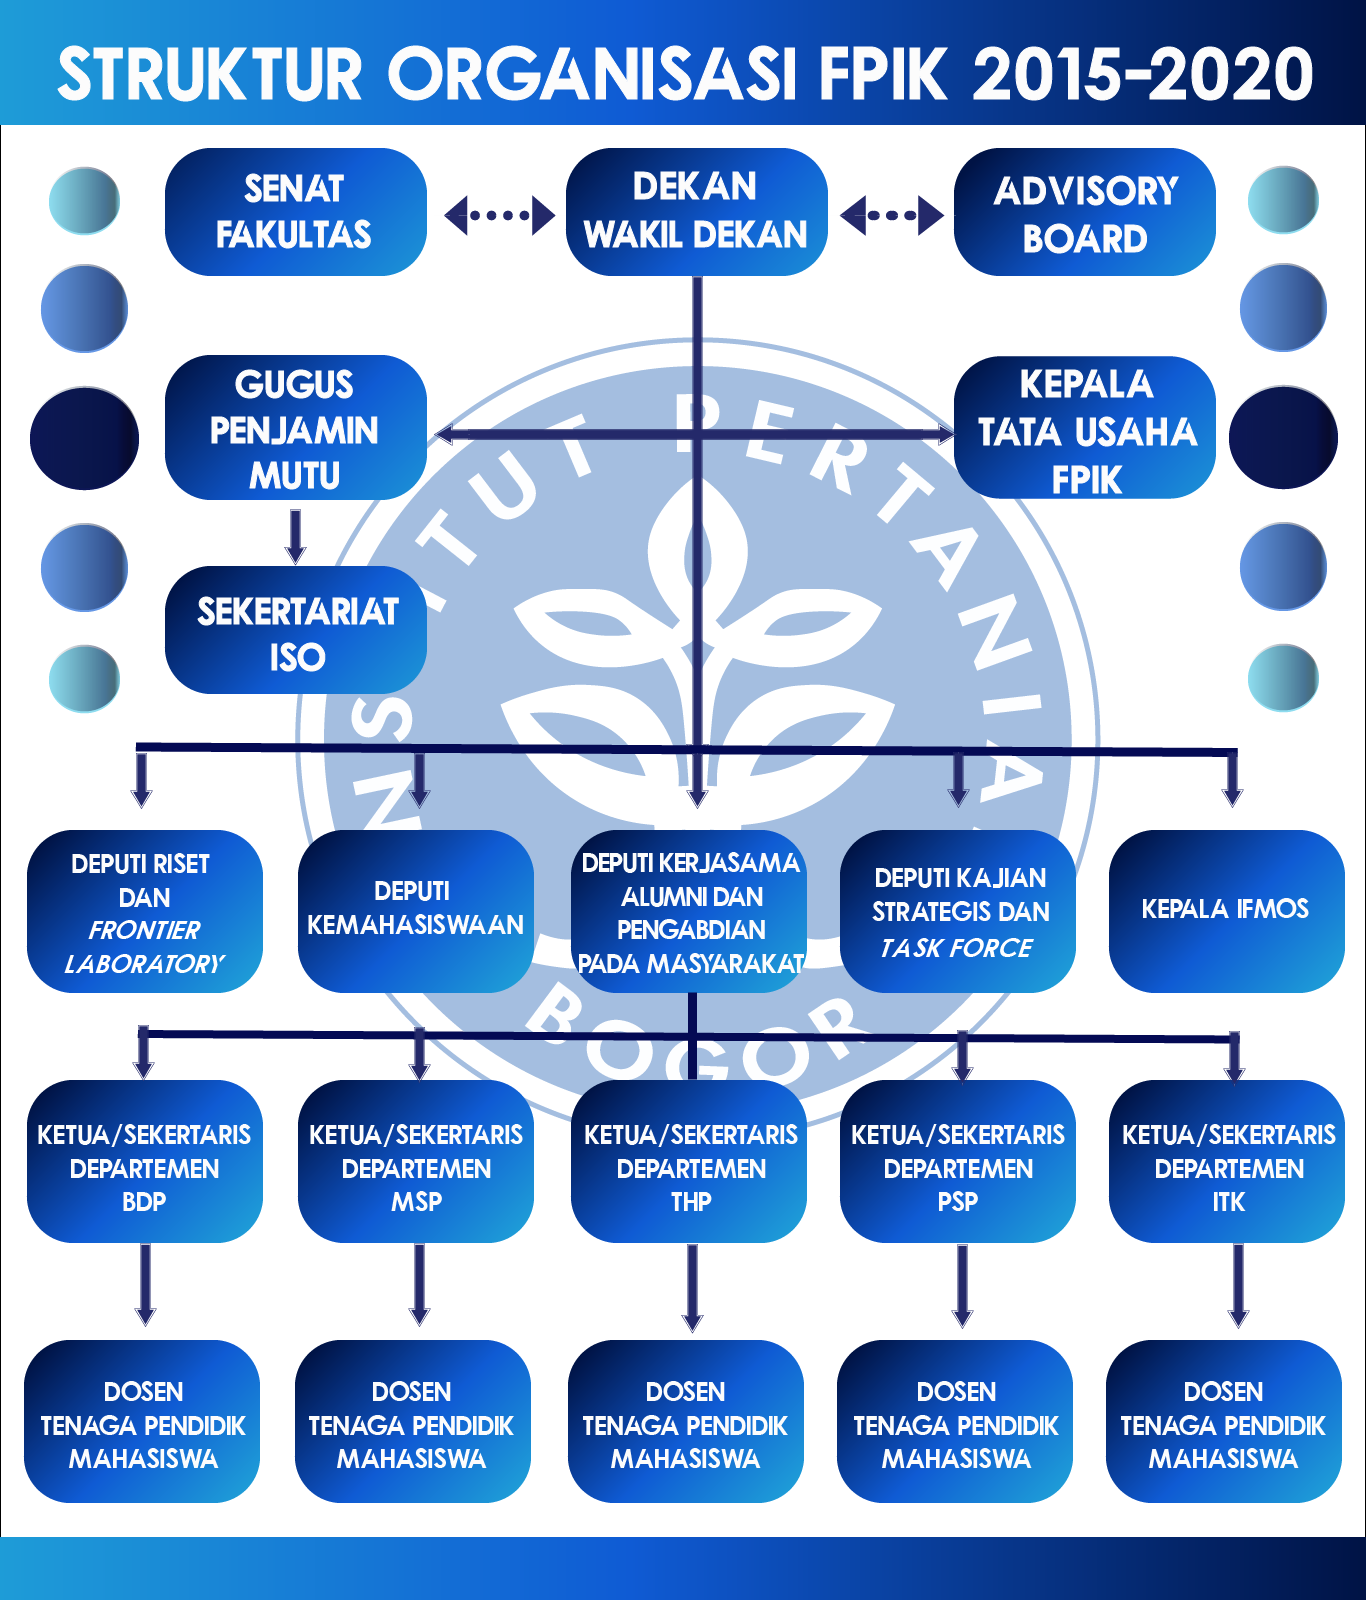 STRUKTUR ORGANISASI FPIK 2015-2020
SENAT
FAKULTAS
DEKAN
WAKIL DEKAN
ADVISORY
BOARD
GUGUS
PENJAMIN
MUTU
KEPALA
TATA USAHA
FPIK
SEKERTARIAT
ISO
INSTITUT PERTANIAN
BOGOR
DEPUTI RISET
DAN
FRONTIER
LABORATORY
DEPUTI
KEMAHASISWAAN
DEPUTI KERJASAMA
ALUMNI DAN
PENGABDIAN
PADA MASYARAKAT
DEPUTI KAJIAN
STRATEGIS DAN
TASK FORCE
KEPALA IFMOS
KETUA/SEKERTARIS
DEPARTEMEN
BDP
KETUA/SEKERTARIS
DEPARTEMEN
MSP
KETUA/SEKERTARIS
DEPARTEMEN
THP
KETUA/SEKERTARIS
DEPARTEMEN
PSP
KETUA/SEKERTARIS
DEPARTEMEN
ITK
DOSEN
TENAGA PENDIDIK
MAHASISWA
DOSEN
TENAGA PENDIDIK
MAHASISWA
DOSEN
TENAGA PENDIDIK
MAHASISWA
DOSEN
TENAGA PENDIDIK
MAHASISWA
DOSEN
TENAGA PENDIDIK
MAHASISWA